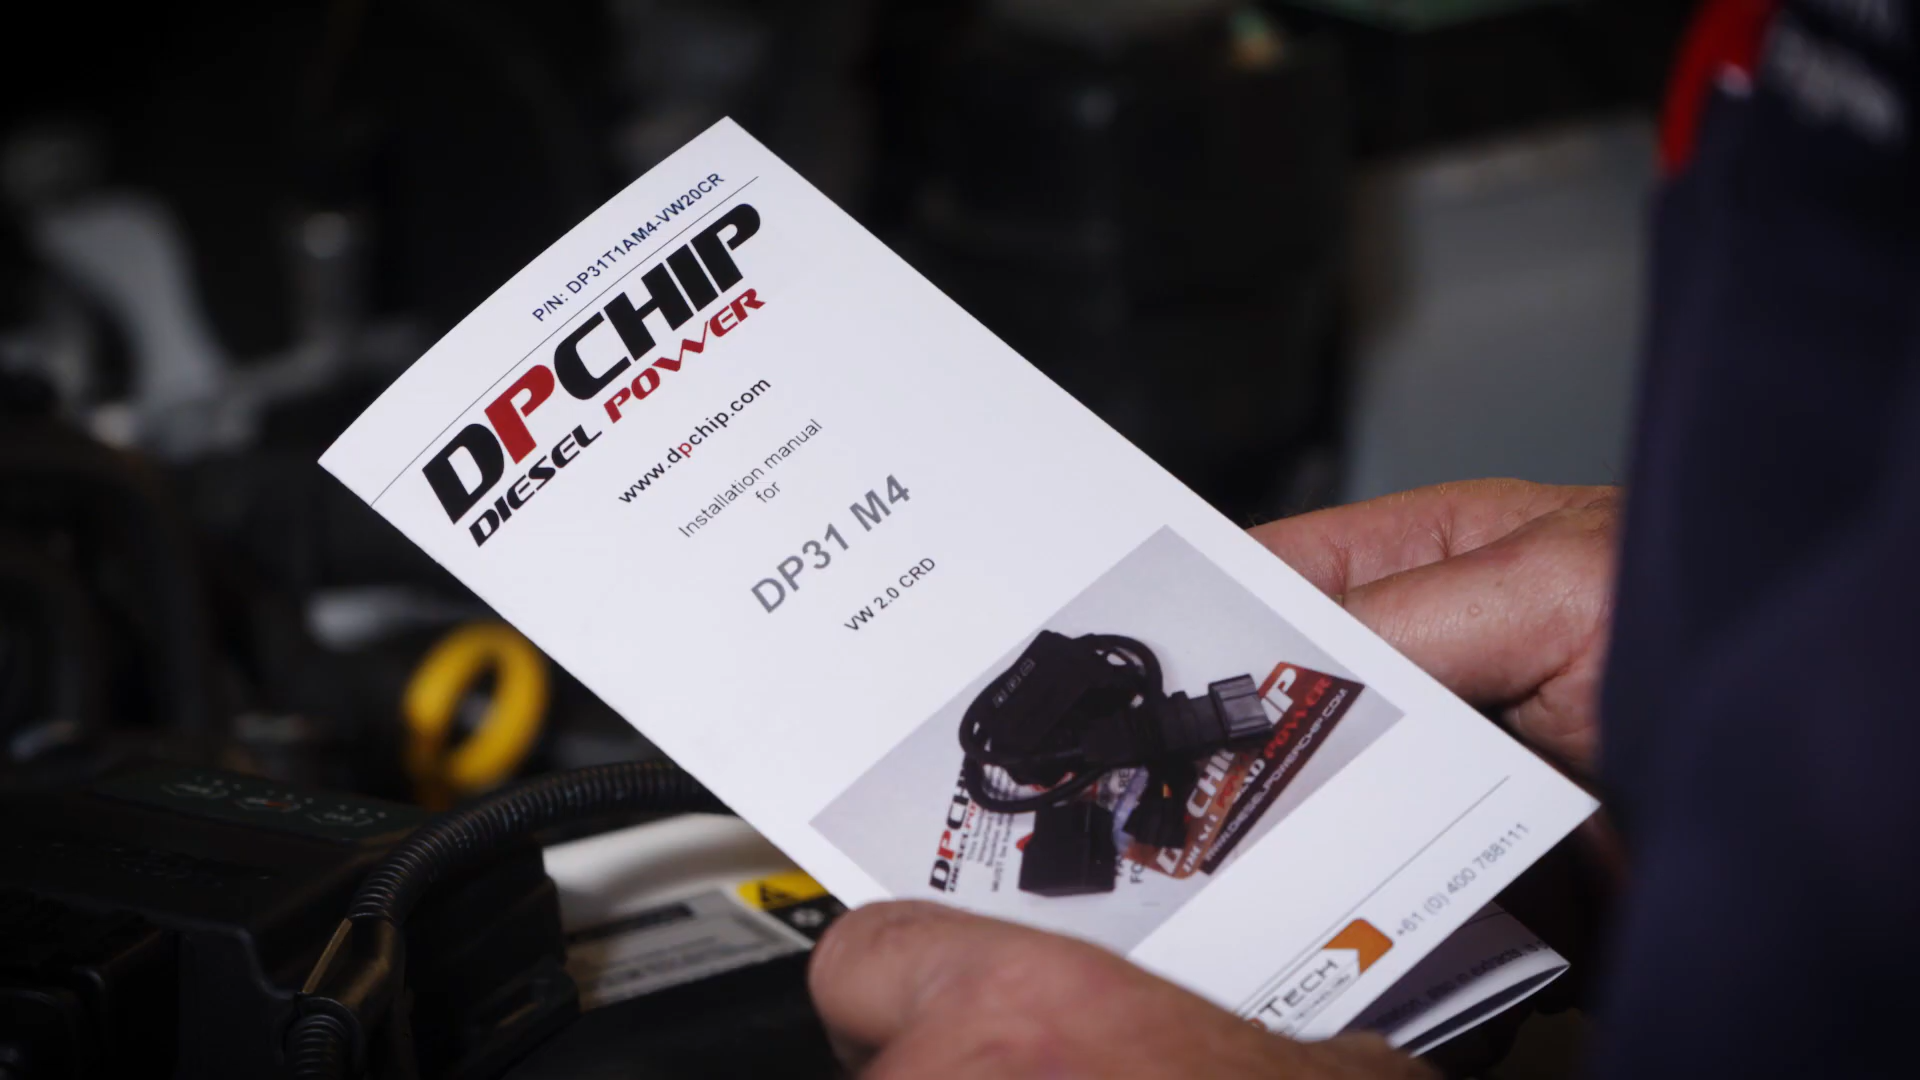 P/N: DP31T1AM4-VW20CR
DPCHIP
DIESEL POWER
www.dpchip.com
Installation manual
for
DP31 M4
VW 2.0 CRD
+61 (0) 400 788111
TECH